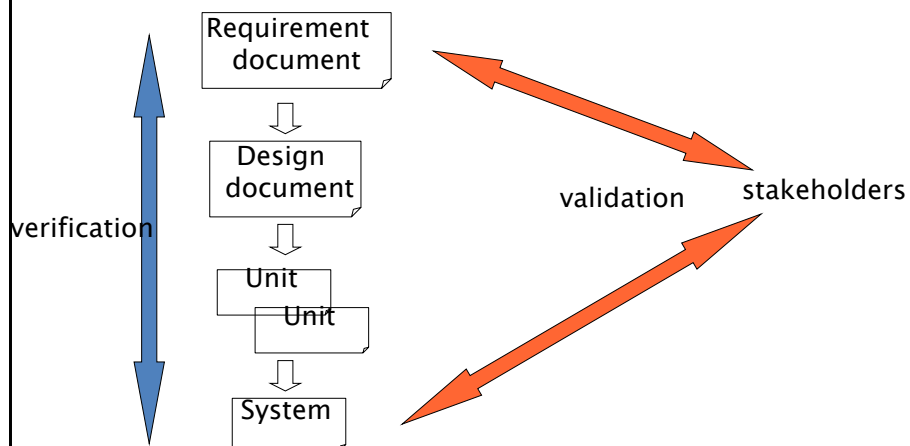 Requirement
document
Design
document
verification
validation
stakeholders
Unit
Unit
System